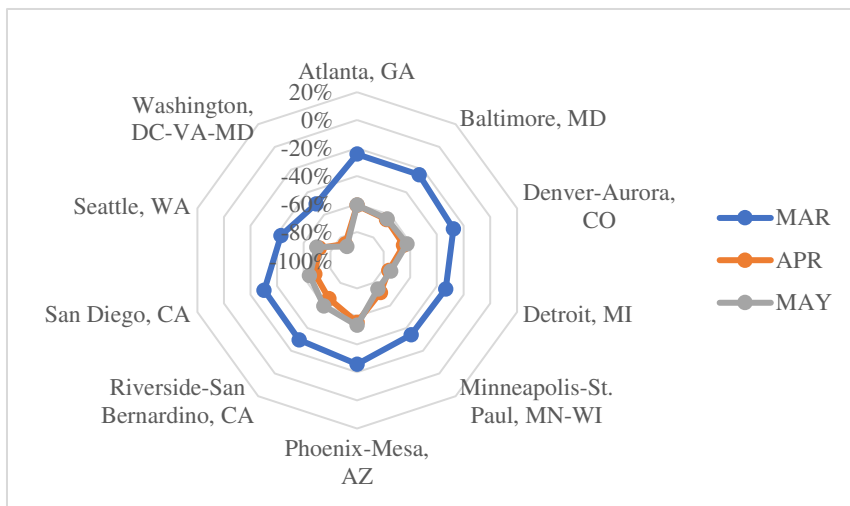 Atlanta, GA
20%
0%
-20%
-40%
-60%
-80%
-100%
Baltimore, MD
Denver-Aurora,
CO
Detroit, MI
Minneapolis-St.
Paul, MN-WI
Phoenix-Mesa,
AZ
Riverside-San
Bernardino, CA
San Diego, CA
Seattle, WA
Washington,
DC-VA-MD
MAR
APR
MAY